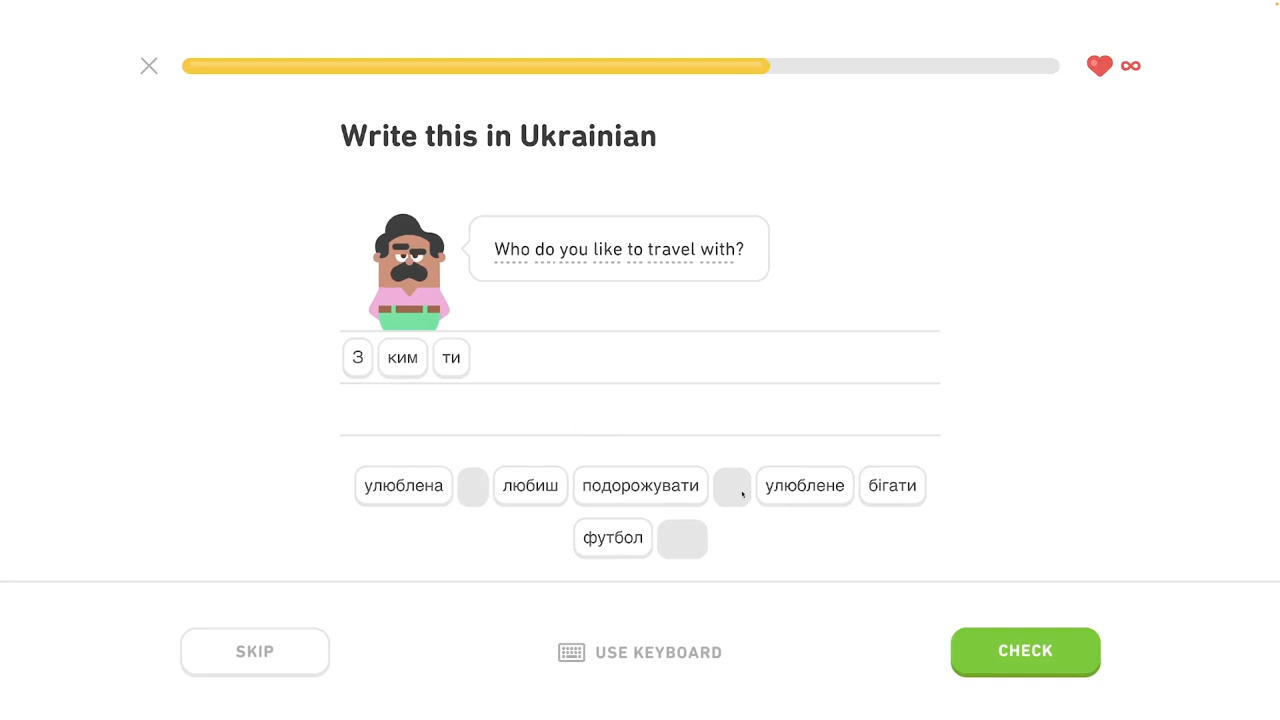 Write this in Ukrainian
Who do you like to travel with?
З ким ти
улюблена любиш подорожувати улюблене бігати
футбол
SKIP USE KEYBOARD CHECK